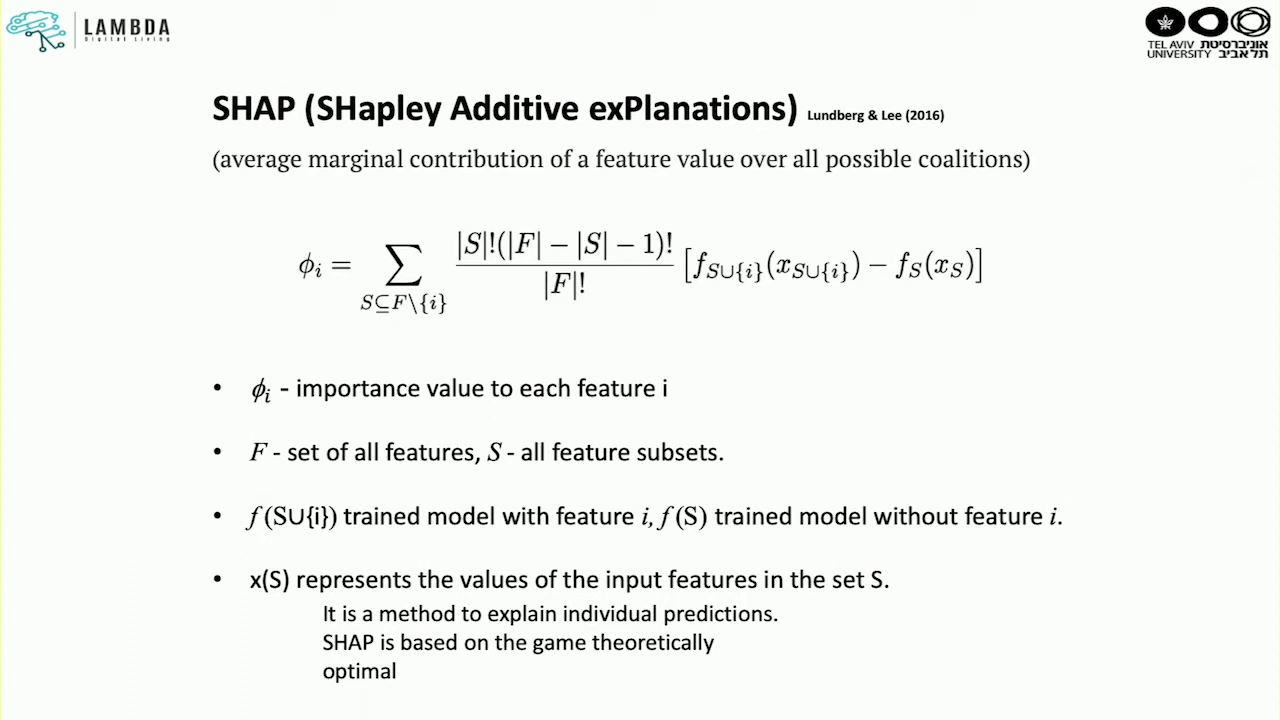 LAMBDA
Digital Living
TEL AVIV אוניברסיטת
UNIVERSITY תל אביב
SHAP (SHapley Additive exPlanations) Lundberg & Lee (2016)
(average marginal contribution of a feature value over all possible coalitions)
ϕᵢ = ∑_{S⊆F\{i}} |S|!(|F| − |S| − 1)! / |F|! [f_{S∪{i}}(x_{S∪{i}}) − f_S(x_S)]
• ϕᵢ - importance value to each feature i
• F - set of all features, S - all feature subsets.
• f (S∪{i}) trained model with feature i, f (S) trained model without feature i.
• x(S) represents the values of the input features in the set S.
It is a method to explain individual predictions.
SHAP is based on the game theoretically
optimal